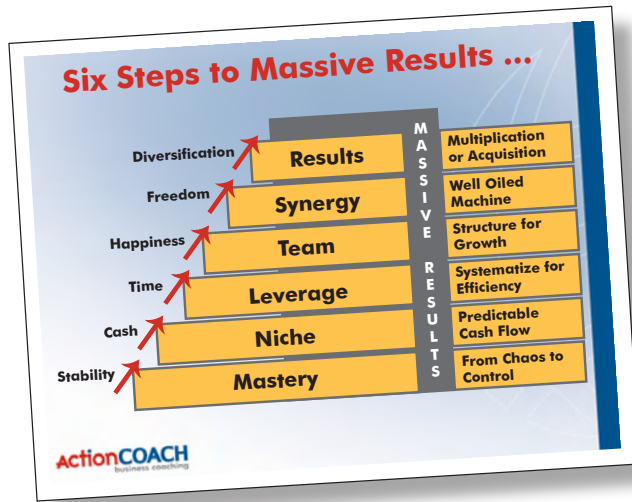 Six Steps to Massive Results ...
Diversification
Results
Multiplication
or Acquisition
Freedom
Synergy
Well Oiled
Machine
Happiness
Team
Structure for
Growth
Time
Leverage
Systematize for
Efficiency
Cash
Niche
Predictable
Cash Flow
Stability
Mastery
From Chaos to
Control
MASSIVE RESULTS
ActionCOACH
business coaching